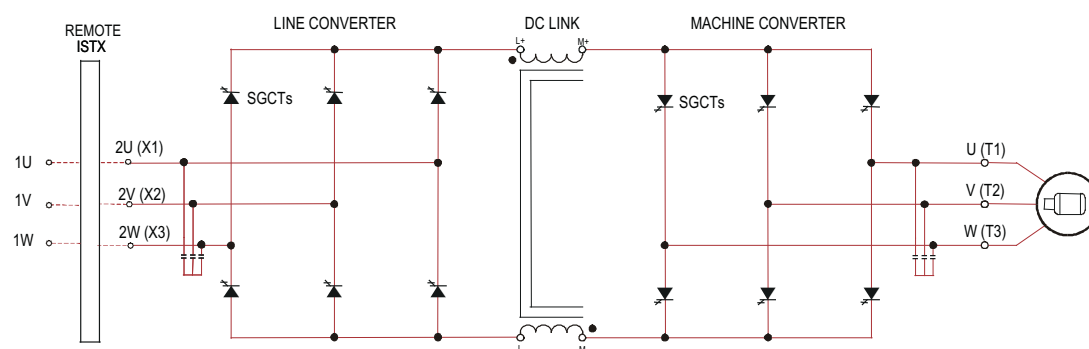 REMOTE
ISTX
LINE CONVERTER
DC LINK
MACHINE CONVERTER
L+
M+
SGCTs
SGCTs
1U
2U (X1)
U (T1)
1V
2V (X2)
V (T2)
1W
2W (X3)
W (T3)
L
M